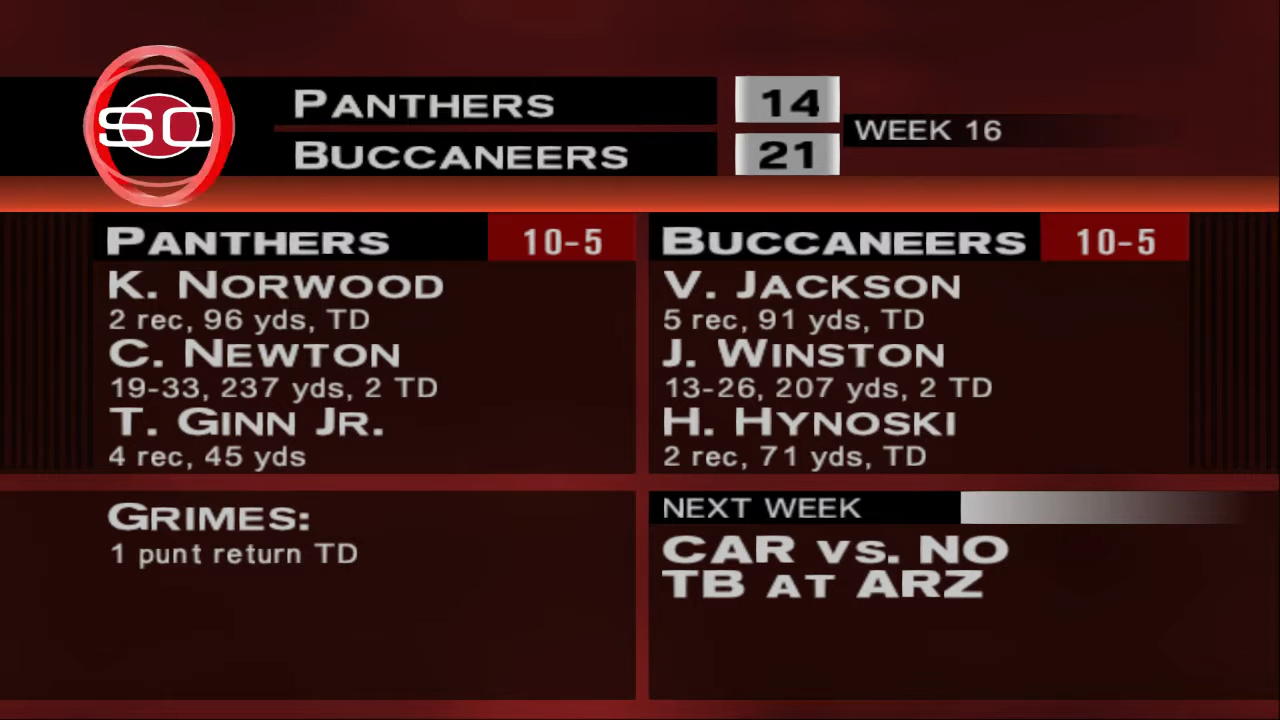 SC
PANTHERS 14
WEEK 16
BUCCANEERS 21
PANTHERS 10-5
K. NORWOOD
2 rec, 96 yds, TD
C. NEWTON
19-33, 237 yds, 2 TD
T. GINN JR.
4 rec, 45 yds
BUCCANEERS 10-5
V. JACKSON
5 rec, 91 yds, TD
J. WINSTON
13-26, 207 yds, 2 TD
H. HYNOSKI
2 rec, 71 yds, TD
GRIMES:
1 punt return TD
NEXT WEEK
CAR VS. NO
TB AT ARZ